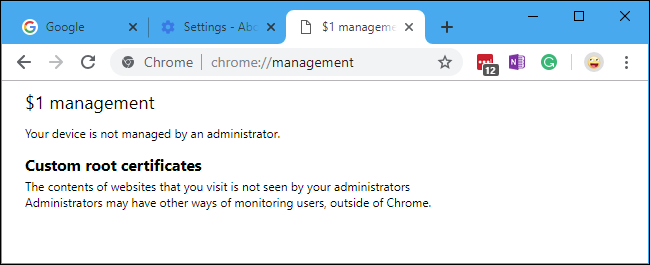 Google
Settings - Abo
$1 manageme
Chrome
chrome://management
12
N
$1 management
Your device is not managed by an administrator.
Custom root certificates
The contents of websites that you visit is not seen by your administrators
Administrators may have other ways of monitoring users, outside of Chrome.